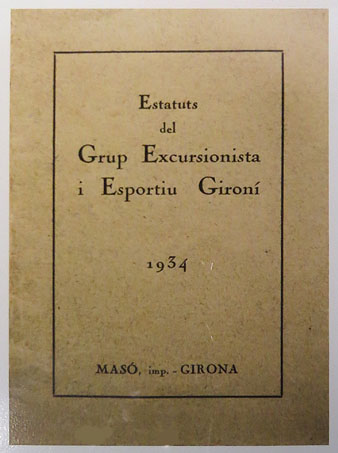 Estatuts
del
Grup Excursionista
i Esportiu Gironí
1934
MASÓ, imp. - GIRONA